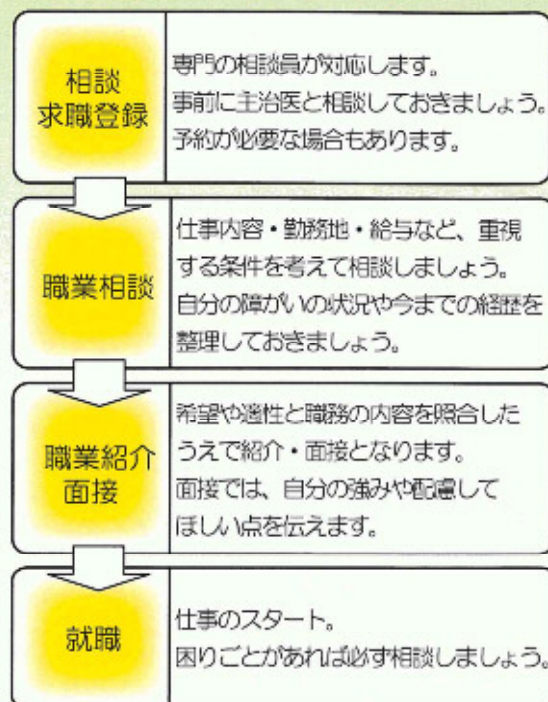 相談
求職登録
専門の相談員が対応します。
事前に主治医と相談しておきましょう。
予約が必要な場合もあります。
職業相談
仕事内容・勤務地・給与など、重視
する条件を考えて相談しましょう。
自分の障がいの状況や今までの経歴を
整理しておきましょう。
職業紹介
面接
希望や適性と職務の内容を照合した
うえで紹介・面接となります。
面接では、自分の強みや配慮して
ほしい点を伝えます。
就職
仕事のスタート。
困りごとがあれば必ず相談しましょう。